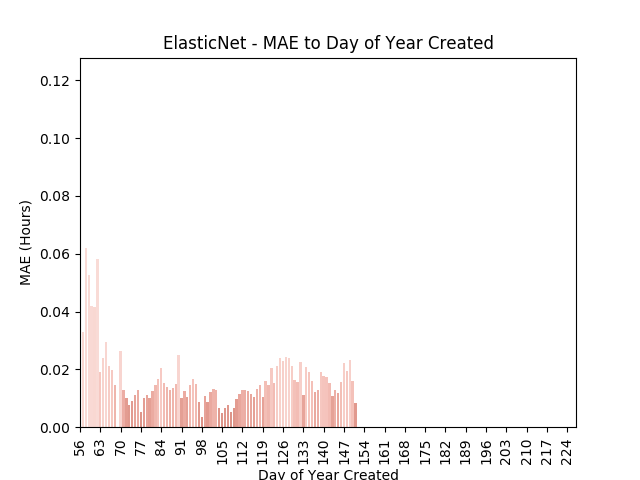 ElasticNet - MAE to Day of Year Created
MAE (Hours)
0.12
0.10
0.08
0.06
0.04
0.02
0.00
56 63 70 77 84 91 98 105 112 119 126 133 140 147 154 161 168 175 182 189 196 203 210 217 224
Day of Year Created